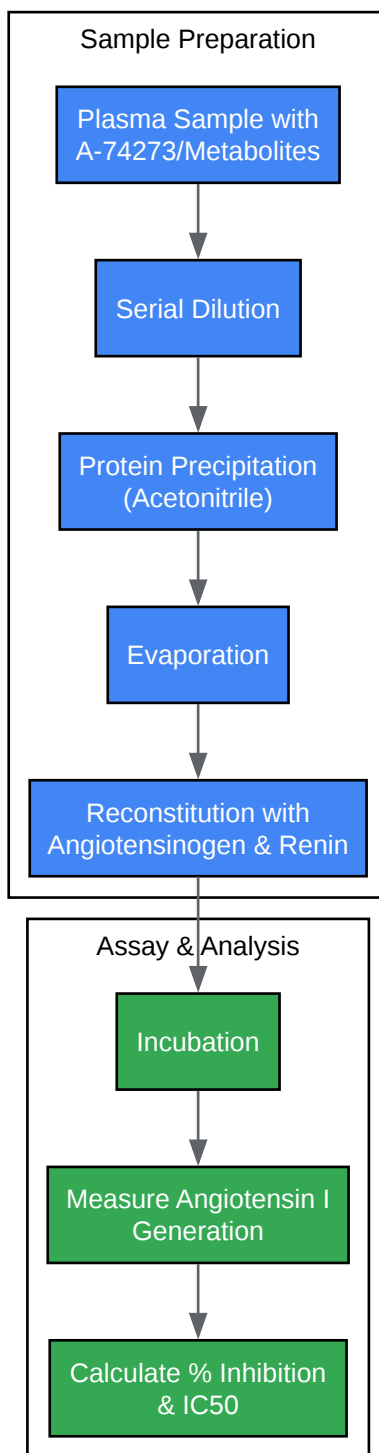 Sample Preparation
Plasma Sample with
A-74273/Metabolites
Serial Dilution
Protein Precipitation
(Acetonitrile)
Evaporation
Reconstitution with
Angiotensinogen & Renin
Assay & Analysis
Incubation
Measure Angiotensin I
Generation
Calculate % Inhibition
& IC50